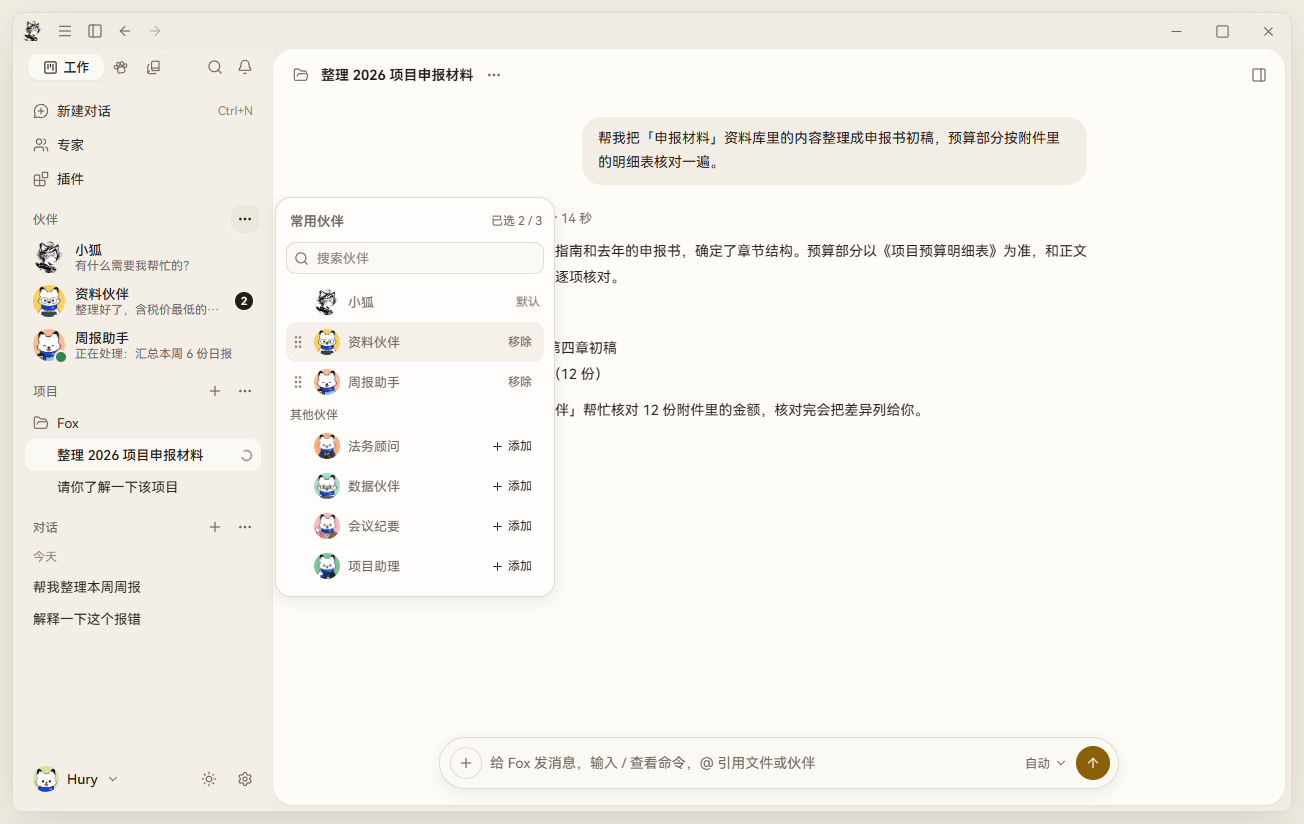 工作
新建对话 Ctrl+N
专家
插件
伙伴
小狐
有什么需要我帮忙的?
资料伙伴
整理好了，含税价最低的…
2
周报助手
正在处理：汇总本周 6 份日报
项目
Fox
整理 2026 项目申报材料
请你了解一下该项目
对话
今天
帮我整理本周周报
解释一下这个报错
Hury
整理 2026 项目申报材料
帮我把「申报材料」资料库里的内容整理成申报书初稿，预算部分按附件里
的明细表核对一遍。
14 秒
指南和去年的申报书，确定了章节结构。预算部分以《项目预算明细表》为准，和正文
逐项核对。
第四章初稿
(12 份)
伴」帮忙核对 12 份附件里的金额，核对完会把差异列给你。
常用伙伴 已选 2 / 3
搜索伙伴
小狐 默认
资料伙伴 移除
周报助手 移除
其他伙伴
法务顾问 + 添加
数据伙伴 + 添加
会议纪要 + 添加
项目助理 + 添加
给 Fox 发消息，输入 / 查看命令，@ 引用文件或伙伴
自动